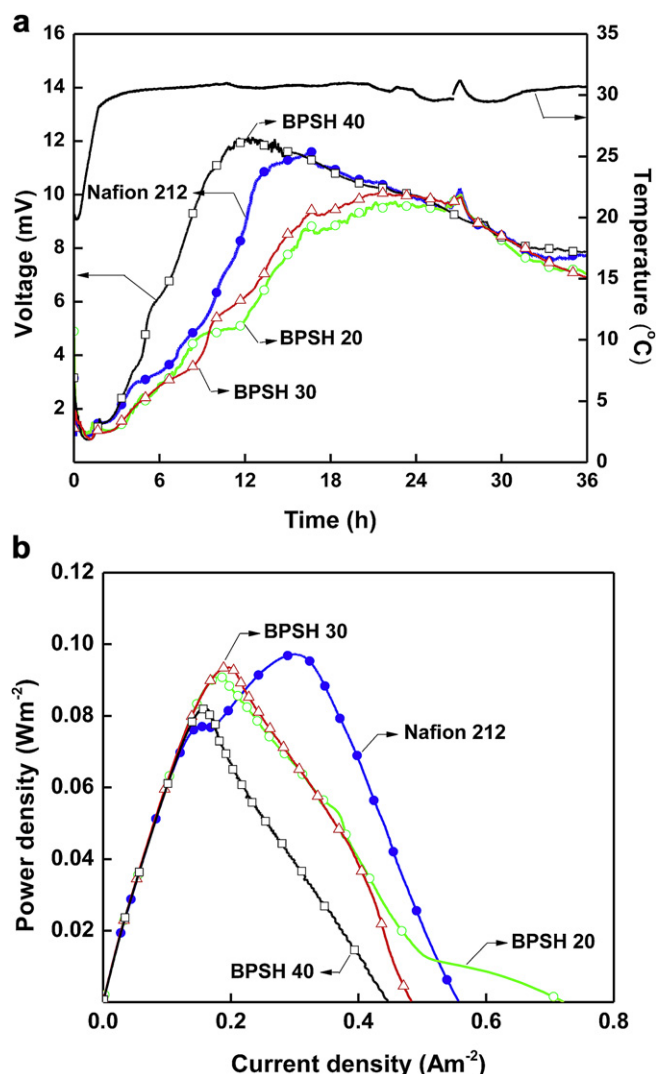 a
16
14
12
10
8
6
4
2
Voltage (mV)
35
30
25
20
15
10
5
0
Temperature (°C)
BPSH 40
Nafion 212
BPSH 20
BPSH 30
0 6 12 18 24 30 36
Time (h)
b
0.12
0.10
0.08
0.06
0.04
0.02
Power density (Wm-2)
BPSH 30
Nafion 212
BPSH 20
BPSH 40
0.0 0.2 0.4 0.6 0.8
Current density (Am-2)